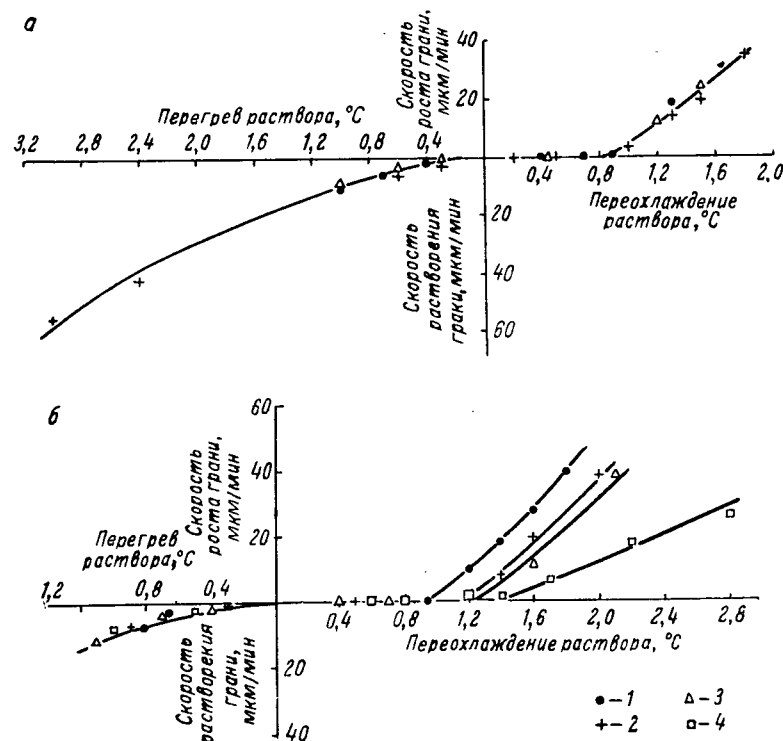 а
40
20
Скорость
роста грани,
мкм/мин
Перегрев раствора, °C
3,2 2,8 2,4 2,0 1,6 1,2 0,8 0,4
0,4 0,8 1,2 1,6 2,0
Переохлаждение
раствора, °C
Скорость
растворения
грани, мкм/мин
20
40
60
б
60
40
20
Скорость
роста грани,
мкм/мин
Перегрев
раствора, °C
1,2 0,8 0,4
0,4 0,8 1,2 1,6 2,0 2,4 2,8
Переохлаждение раствора, °C
Скорость
растворения
грани,
мкм/мин
20
40
● – 1
+ – 2
△ – 3
□ – 4